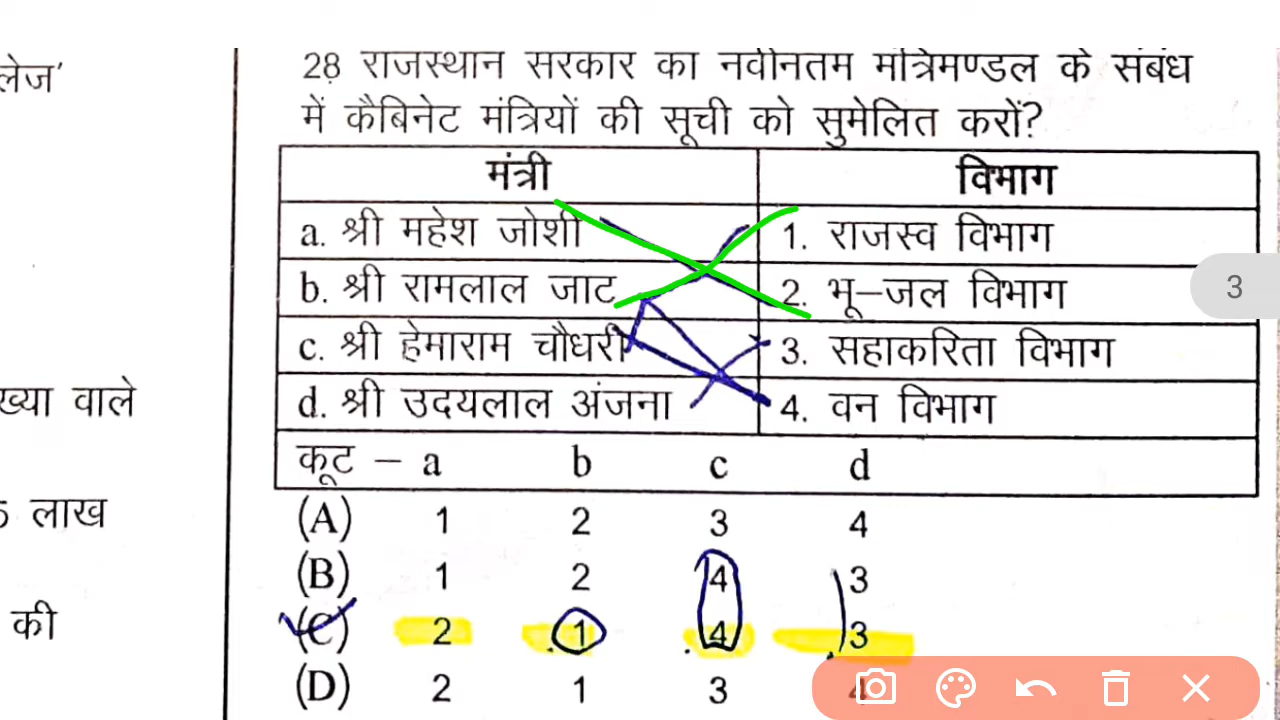 लेज'
ख्या वाले
लाख
की
28 राजस्थान सरकार का नवीनतम मंत्रिमण्डल के संबंध
में कैबिनेट मंत्रियों की सूची को सुमेलित करों?
मंत्री विभाग
a. श्री महेश जोशी 1. राजस्व विभाग
b. श्री रामलाल जाट 2. भू–जल विभाग
c. श्री हेमाराम चौधरी 3. सहाकरिता विभाग
d. श्री उदयलाल अंजना 4. वन विभाग
कूट – a b c d
(A) 1 2 3 4
(B) 1 2 4 3
(C) 2 1 4 3
(D) 2 1 3 4
3